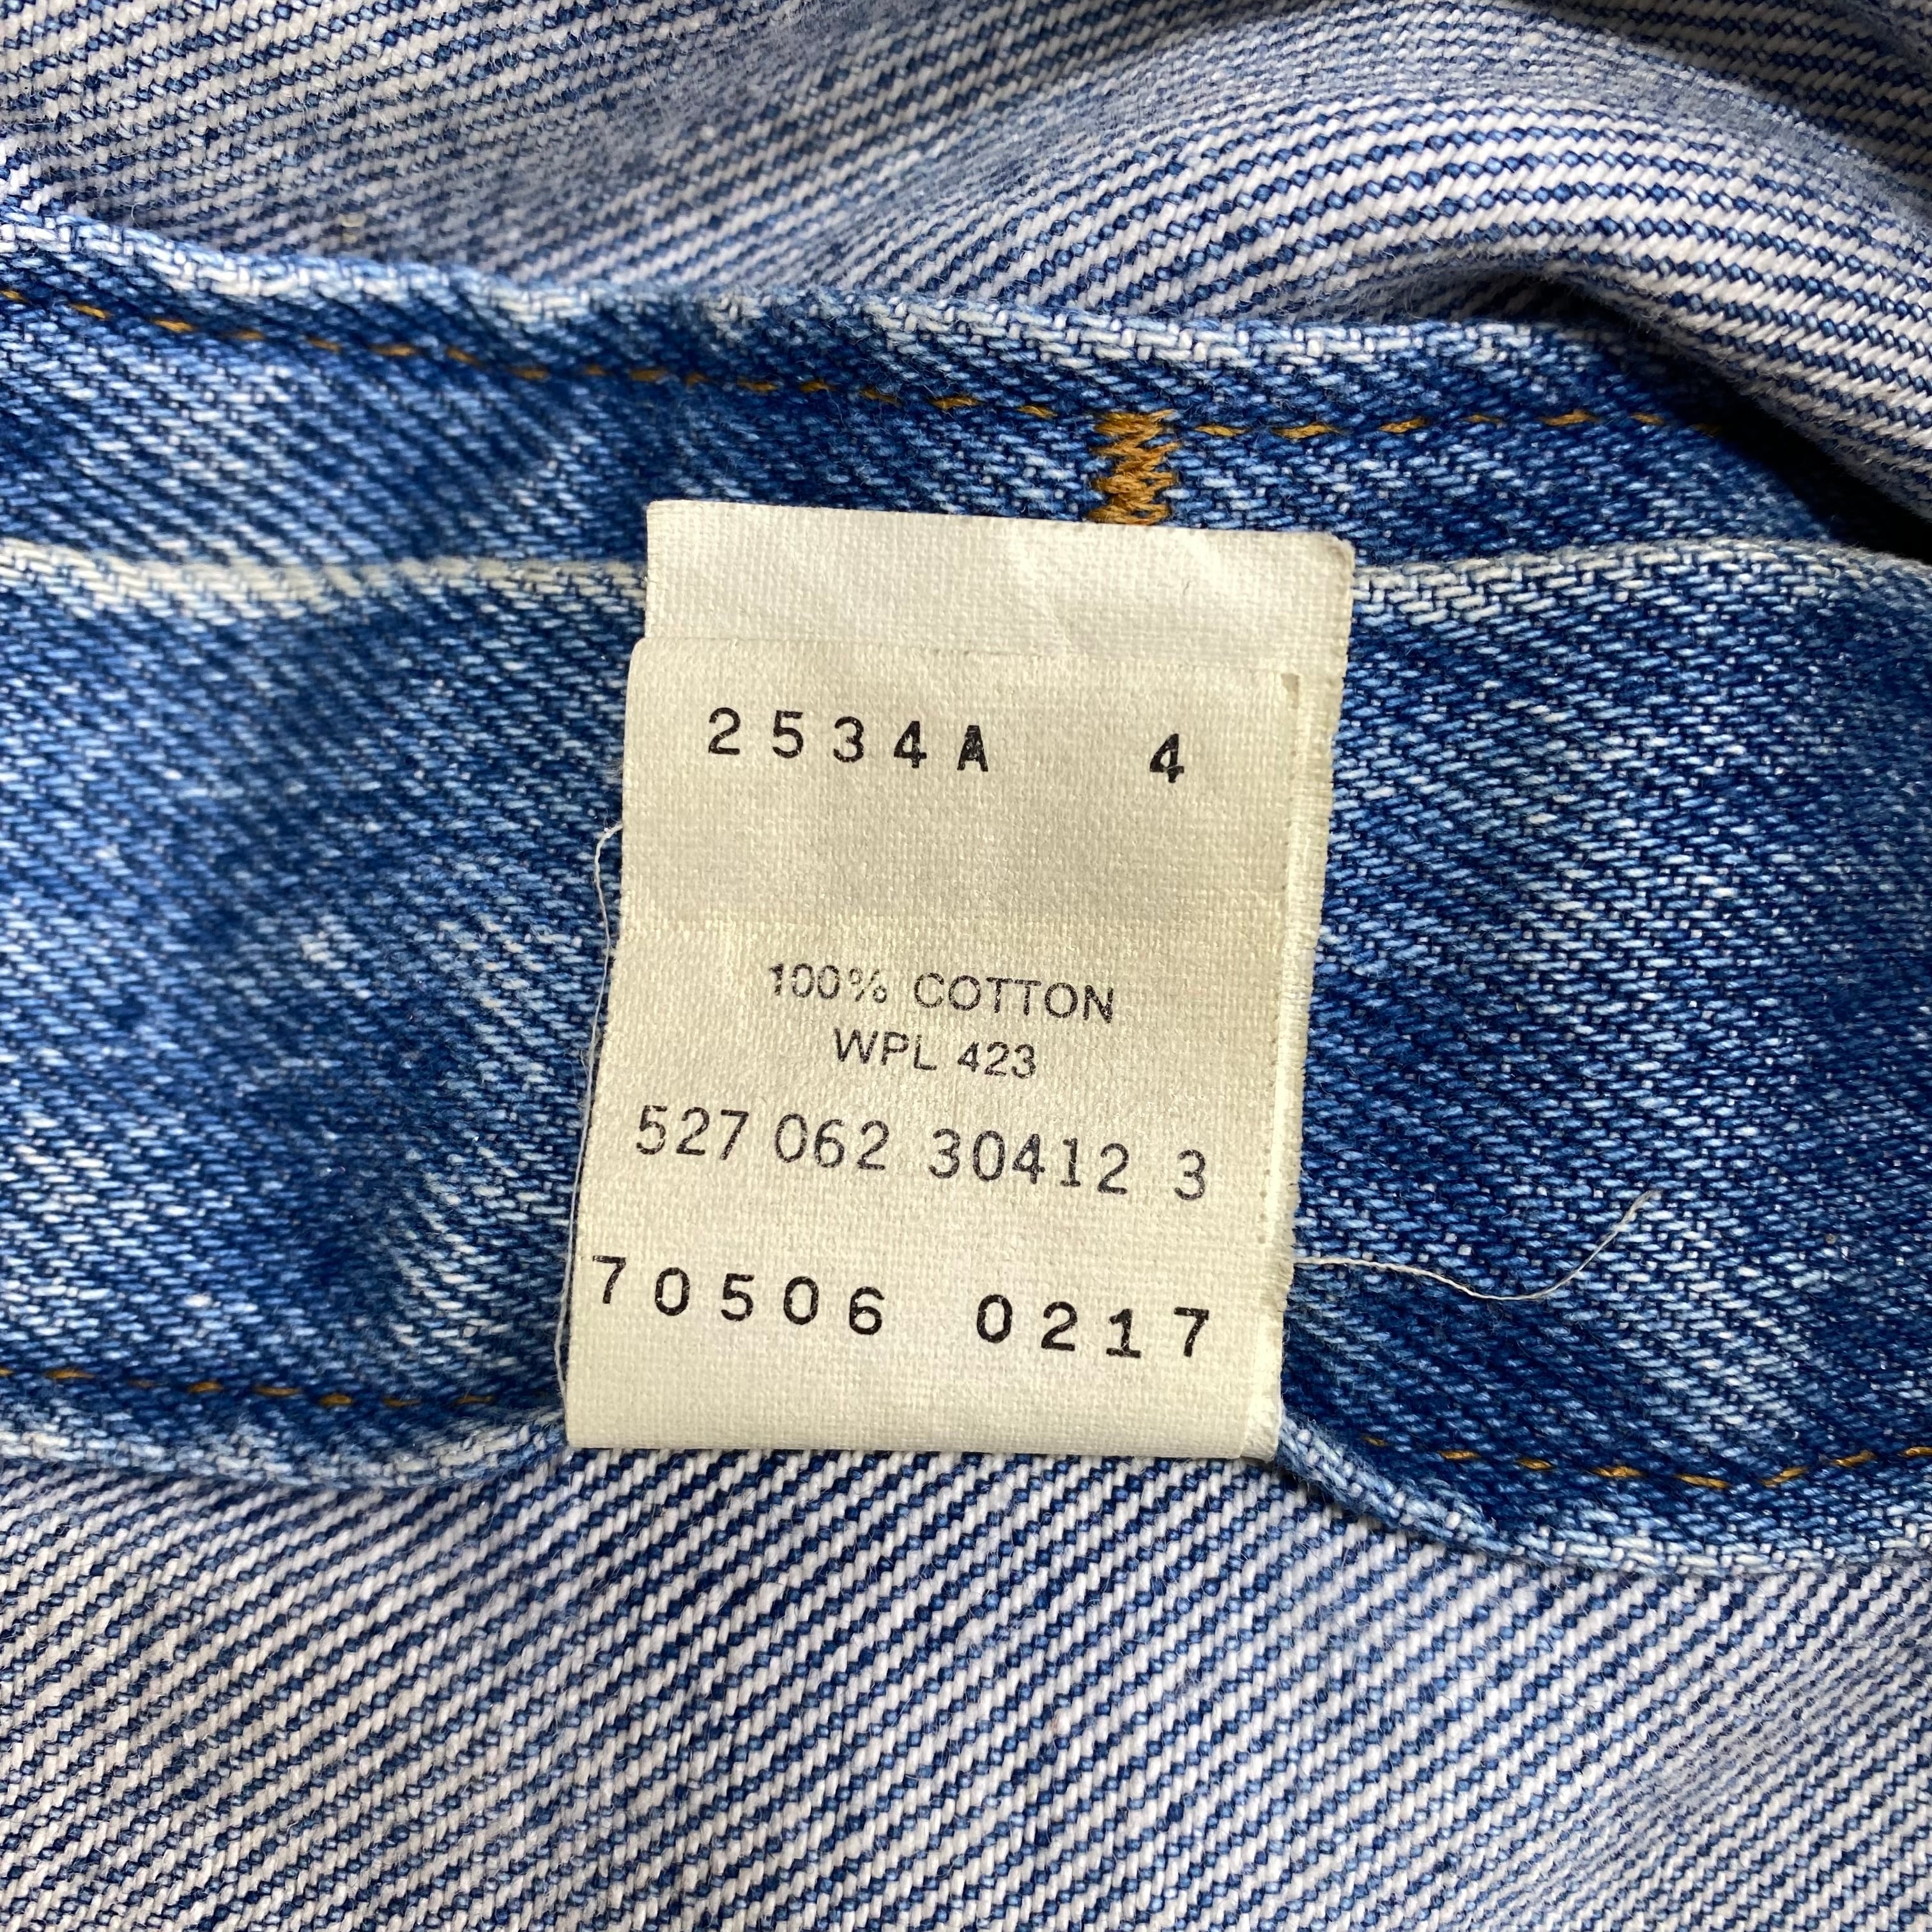 2534A 4
100% COTTON
WPL 423
527 062 30412 3
70506 0217